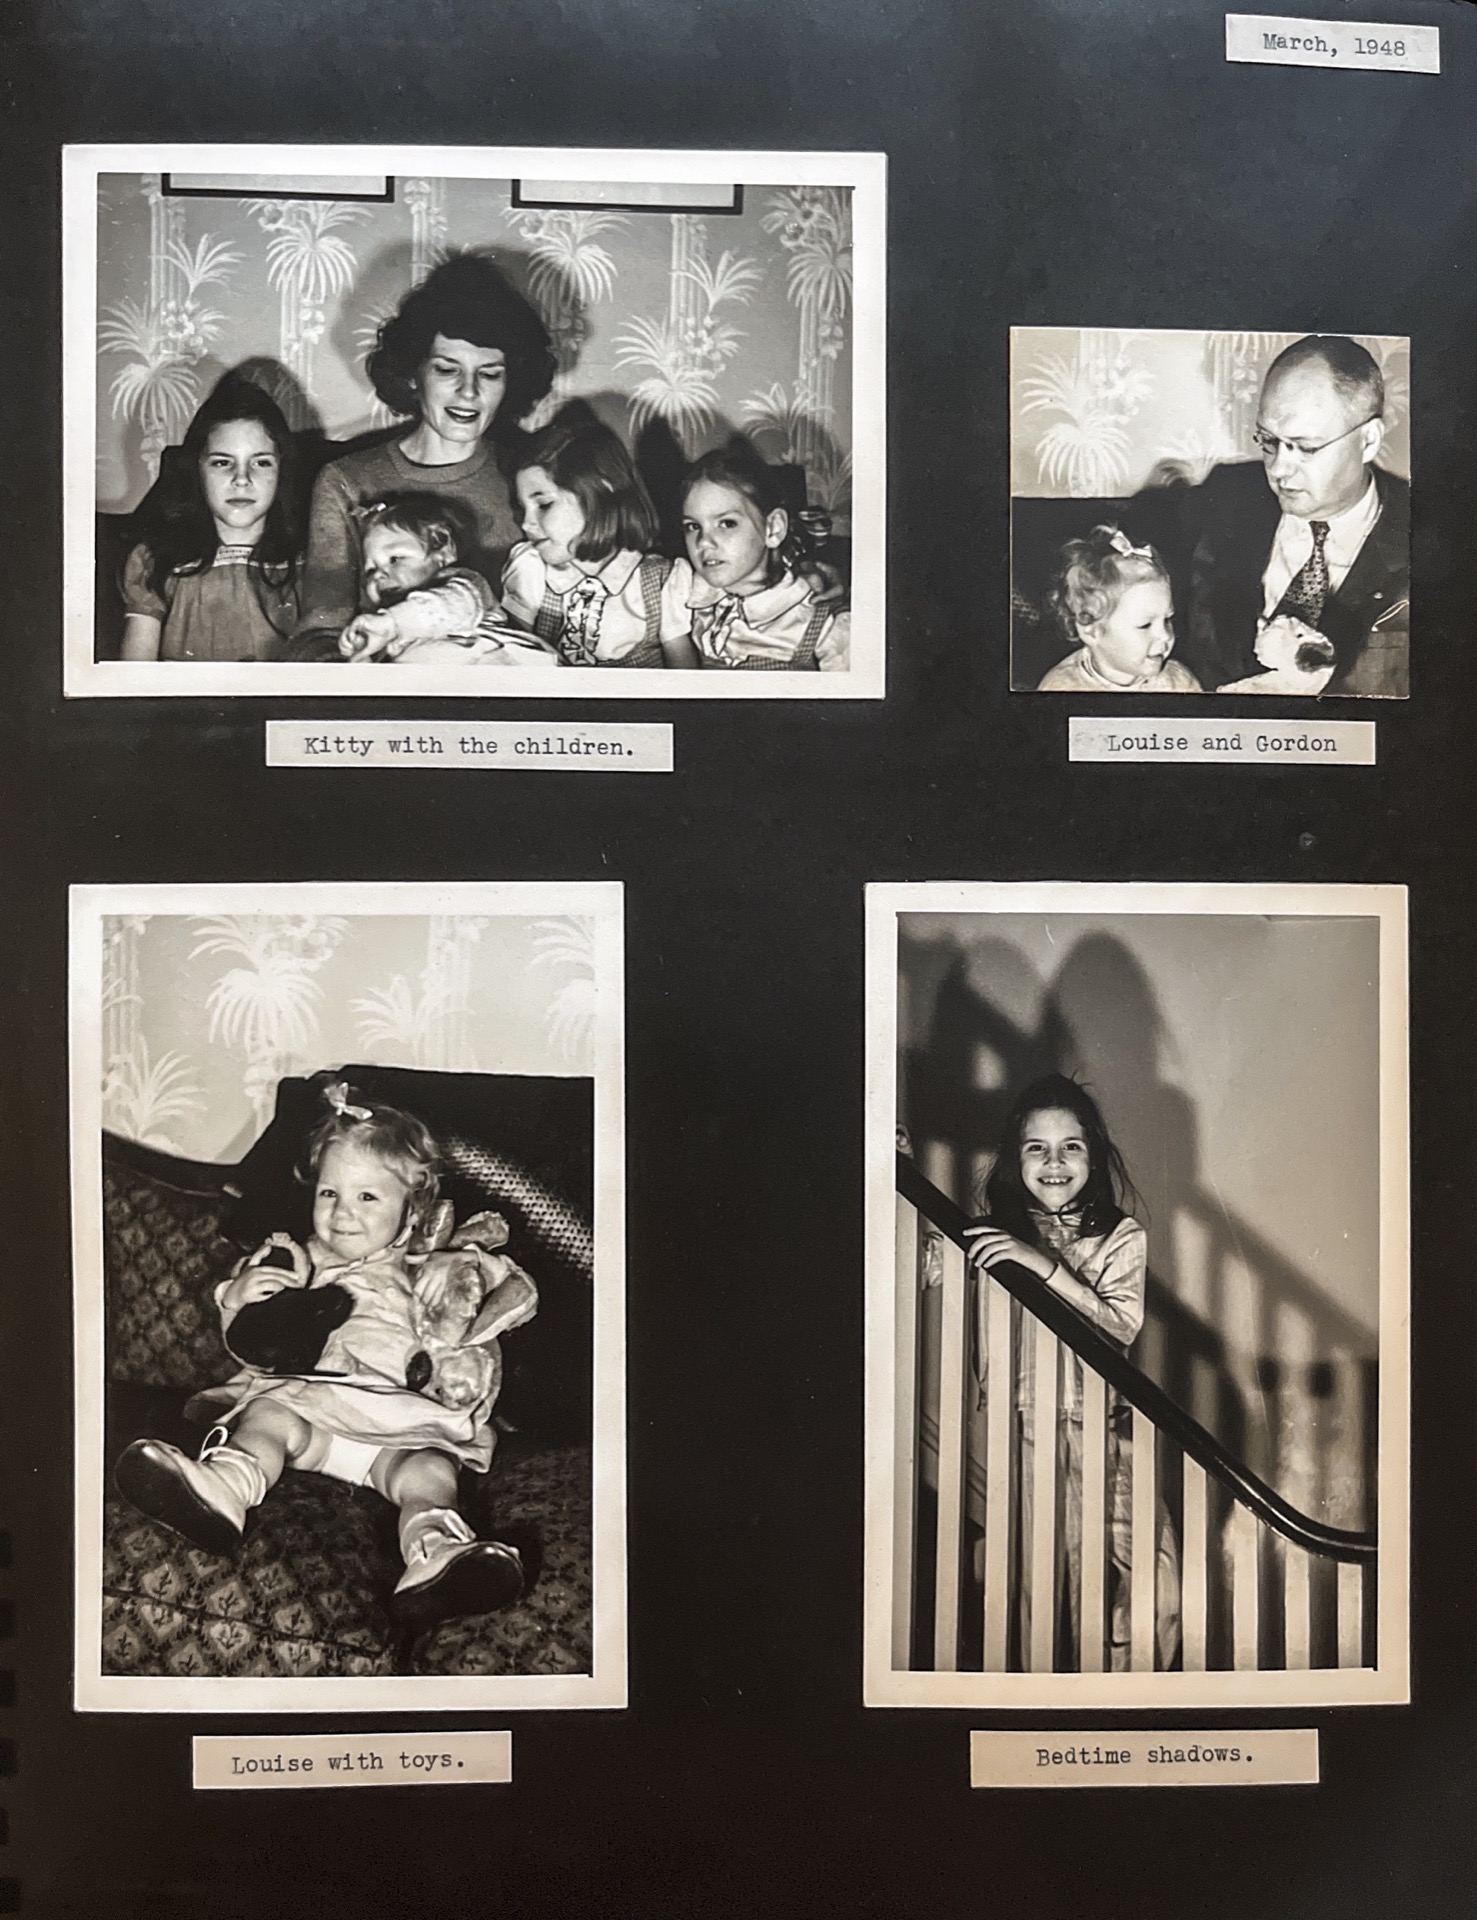 March, 1948
Kitty with the children.
Louise and Gordon
Louise with toys.
Bedtime shadows.